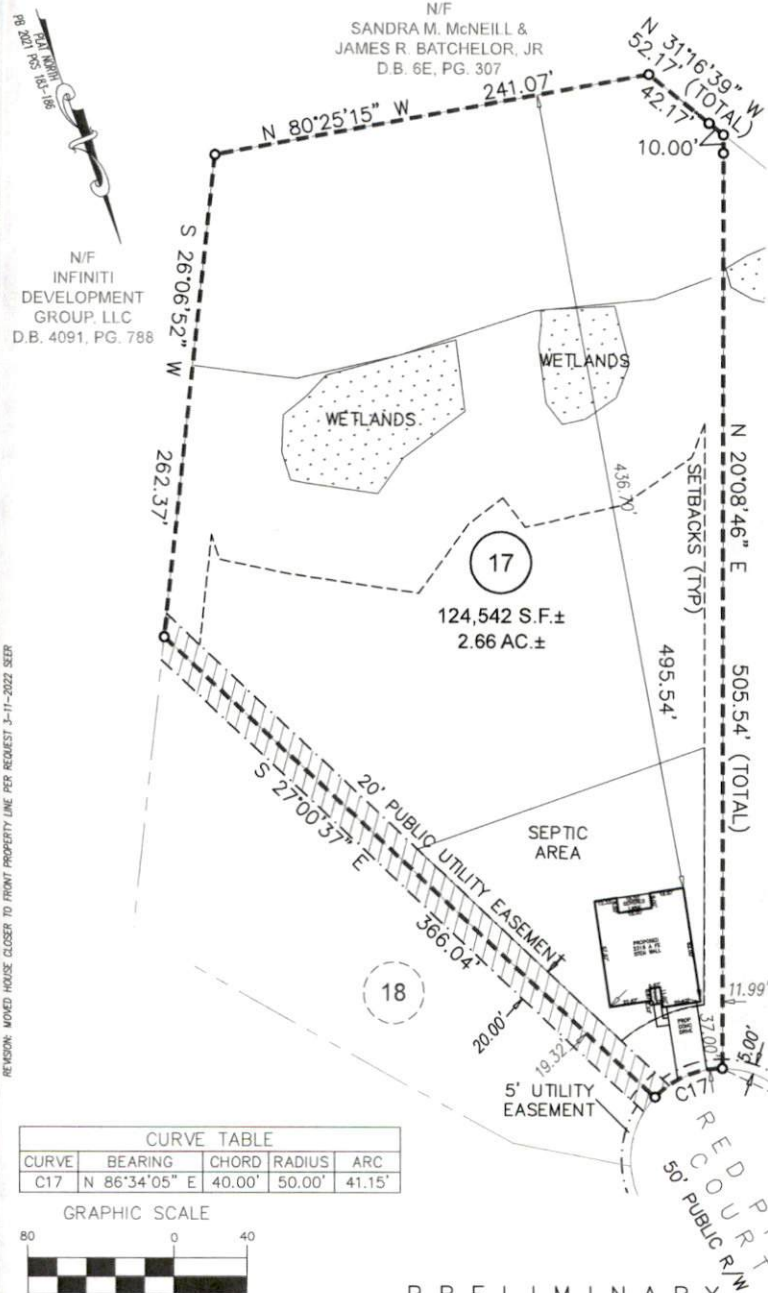 N/F
SANDRA M. McNEILL &
JAMES R. BATCHELOR, JR
D.B. 6E, PG. 307
PLAT NORTH
PB 2021 PGS 183-186
N 31°16'39" W
52.17' (TOTAL)
42.17'
10.00'
241.07'
N 80°25'15" W
N/F
INFINITI
DEVELOPMENT
GROUP, LLC
D.B. 4091, PG. 788
S 26°06'52" W
262.37'
WETLANDS
WETLANDS
436.70'
SETBACKS (TYP)
N 20°08'46" E
505.54' (TOTAL)
495.54'
17
124,542 S.F.±
2.66 AC.±
REVISION: MOVED HOUSE CLOSER TO FRONT PROPERTY LINE PER REQUEST 3-11-2022 SEER
20' PUBLIC UTILITY EASEMENT
S 27°00'37" E
366.04'
SEPTIC
AREA
PROPOSED
18
20.00'
19.32'
11.99'
37.00'
5.00'
5' UTILITY
EASEMENT
C17
RED P
COURT
50' PUBLIC R/W
CURVE TABLE
CURVE BEARING CHORD RADIUS ARC
C17 N 86°34'05" E 40.00' 50.00' 41.15'
GRAPHIC SCALE
80 0 40
PRELIMINARY